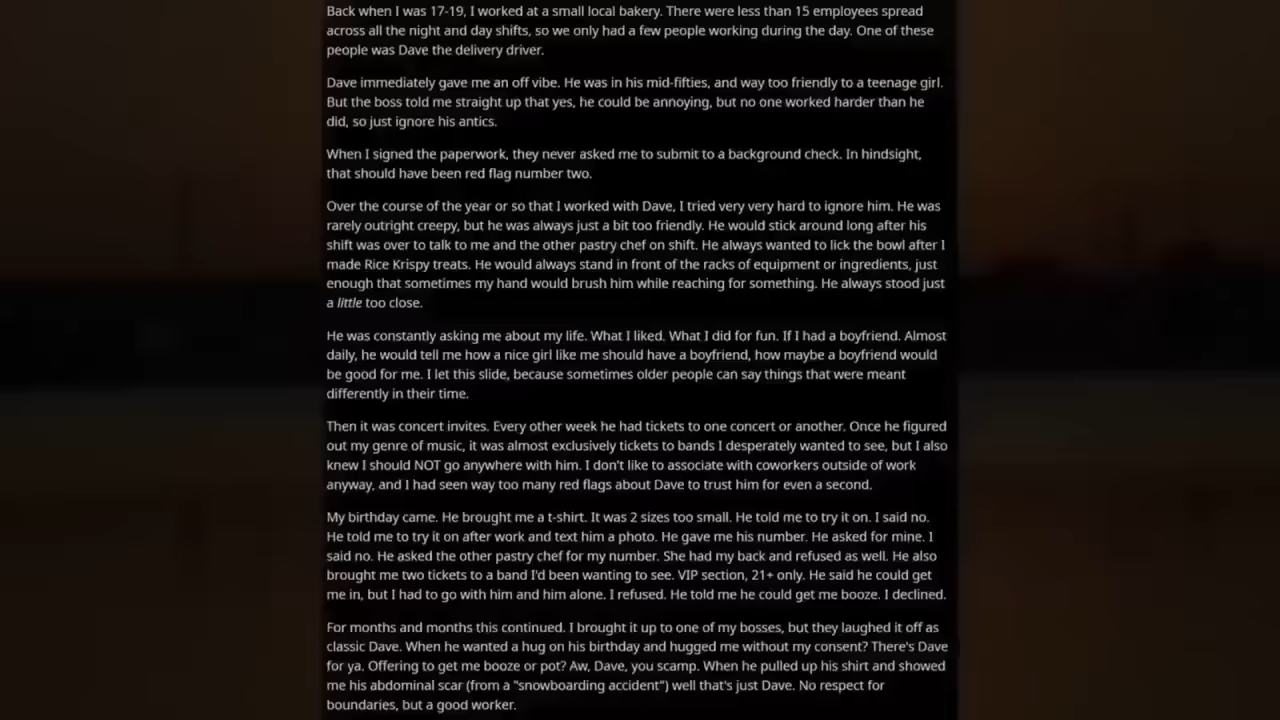 Back when I was 17-19, I worked at a small local bakery. There were less than 15 employees spread
across all the night and day shifts, so we only had a few people working during the day. One of these
people was Dave the delivery driver.
Dave immediately gave me an off vibe. He was in his mid-fifties, and way too friendly to a teenage girl.
But the boss told me straight up that yes, he could be annoying, but no one worked harder than he
did, so just ignore his antics.
When I signed the paperwork, they never asked me to submit to a background check. In hindsight,
that should have been red flag number two.
Over the course of the year or so that I worked with Dave, I tried very very hard to ignore him. He was
rarely outright creepy, but he was always just a bit too friendly. He would stick around long after his
shift was over to talk to me and the other pastry chef on shift. He always wanted to lick the bowl after I
made Rice Krispy treats. He would always stand in front of the racks of equipment or ingredients, just
enough that sometimes my hand would brush him while reaching for something. He always stood just
a little too close.
He was constantly asking me about my life. What I liked. What I did for fun. If I had a boyfriend. Almost
daily, he would tell me how a nice girl like me should have a boyfriend, how maybe a boyfriend would
be good for me. I let this slide, because sometimes older people can say things that were meant
differently in their time.
Then it was concert invites. Every other week he had tickets to one concert or another. Once he figured
out my genre of music, it was almost exclusively tickets to bands I desperately wanted to see, but I also
knew I should NOT go anywhere with him. I don't like to associate with coworkers outside of work
anyway, and I had seen way too many red flags about Dave to trust him for even a second.
My birthday came. He brought me a t-shirt. It was 2 sizes too small. He told me to try it on. I said no.
He told me to try it on after work and text him a photo. He gave me his number. He asked for mine. I
said no. He asked the other pastry chef for my number. She had my back and refused as well. He also
brought me two tickets to a band I'd been wanting to see. VIP section, 21+ only. He said he could get
me in, but I had to go with him and him alone. I refused. He told me he could get me booze. I declined.
For months and months this continued. I brought it up to one of my bosses, but they laughed it off as
classic Dave. When he wanted a hug on his birthday and hugged me without my consent? There's Dave
for ya. Offering to get me booze or pot? Aw, Dave, you scamp. When he pulled up his shirt and showed
me his abdominal scar (from a "snowboarding accident") well that's just Dave. No respect for
boundaries, but a good worker.